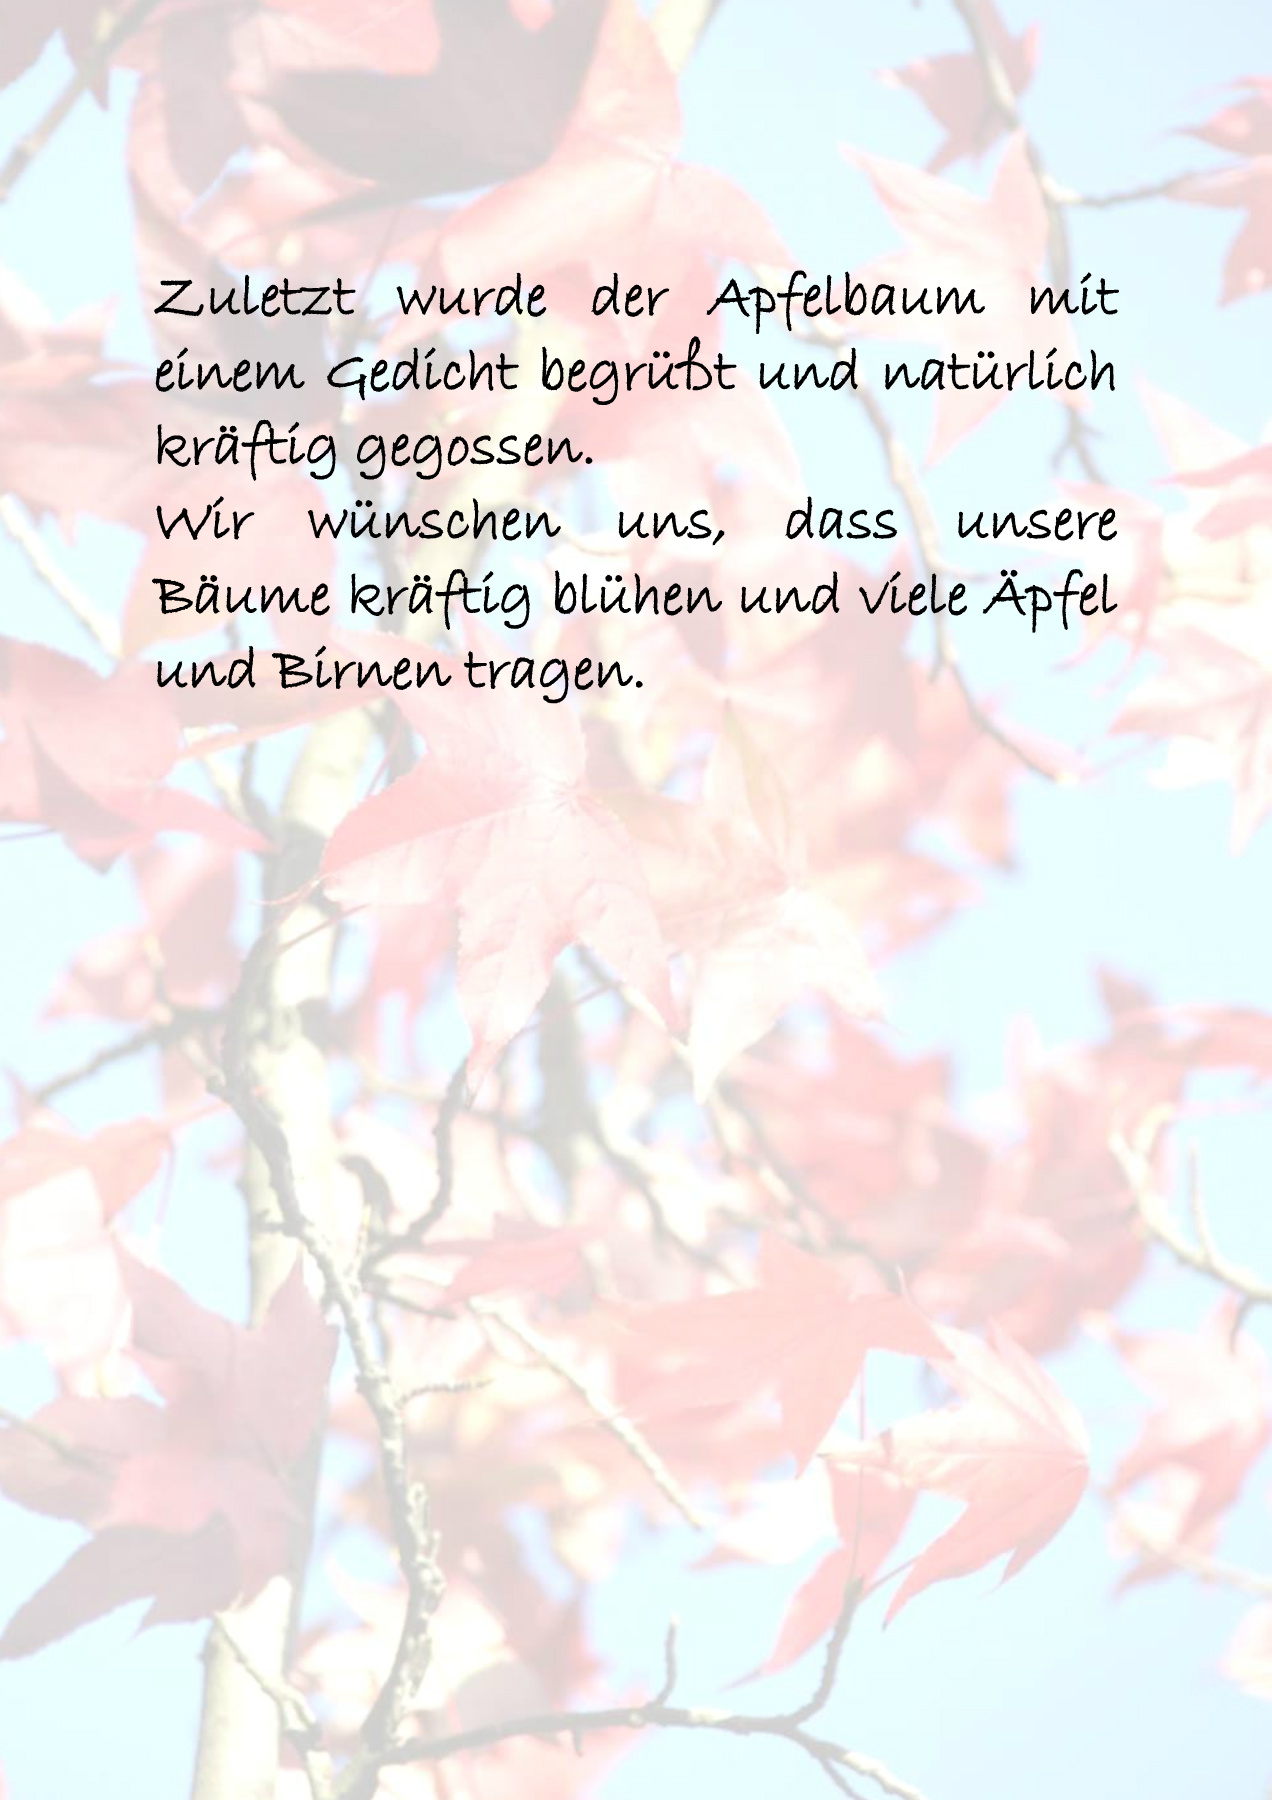 Zuletzt wurde der Apfelbaum mit
einem Gedicht begrüßt und natürlich
kräftig gegossen.
Wir wünschen uns, dass unsere
Bäume kräftig blühen und viele Äpfel
und Birnen tragen.